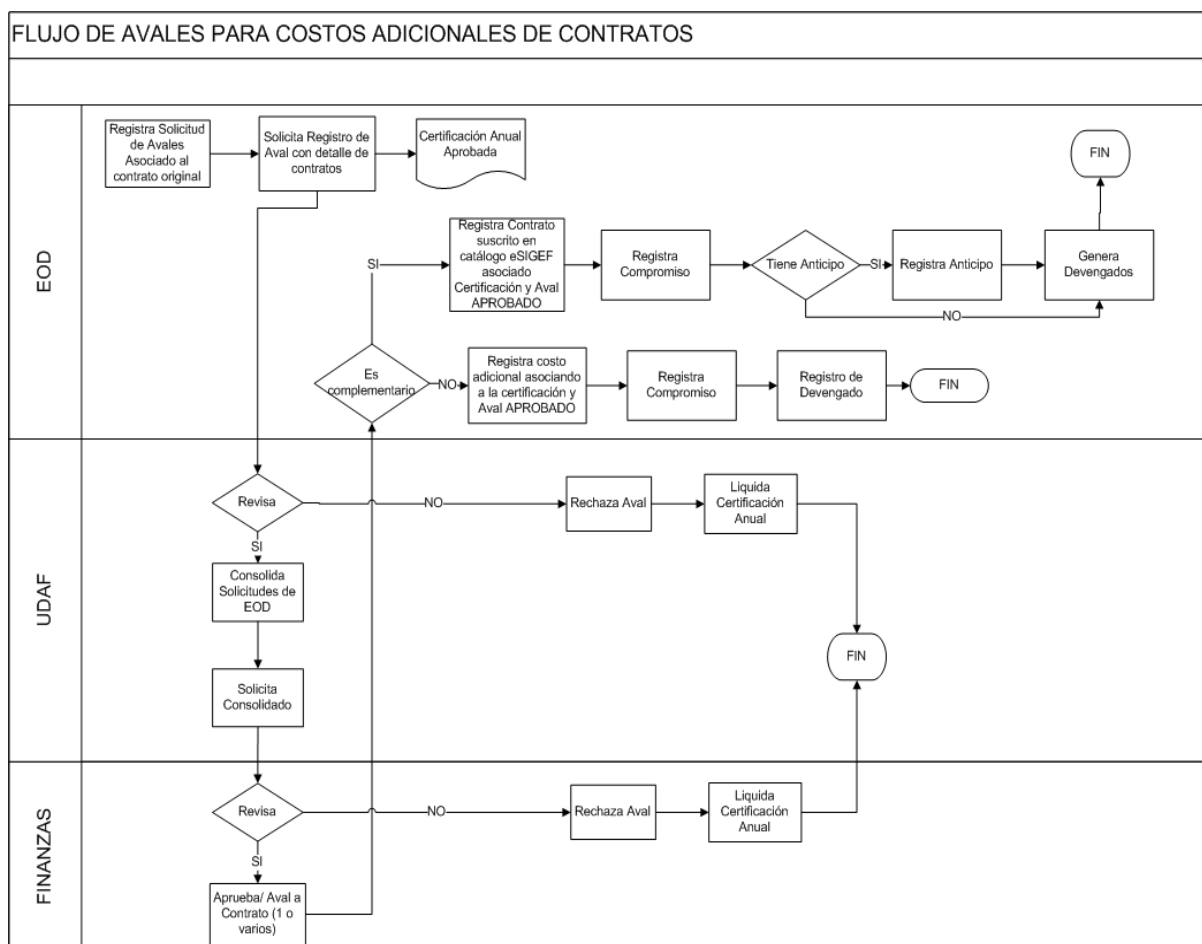 FLUJO DE AVALES PARA COSTOS ADICIONALES DE CONTRATOS
EOD
Registra Solicitud
de Avales
Asociado al
contrato original
Solicita Registro de
Aval con detalle de
contratos
Certificación Anual
Aprobada
FIN
SI
Registra Contrato
suscrito en
catálogo eSIGEF
asociado
Certificación y Aval
APROBADO
Registra
Compromiso
Tiene Anticipo
SI
Registra Anticipo
Genera
Devengados
NO
Es
complementario
NO
Registra costo
adicional asociando
a la certificación y
Aval APROBADO
Registra
Compromiso
Registro de
Devengado
FIN
UDAF
Revisa
NO
Rechaza Aval
Liquida
Certificación
Anual
SI
Consolida
Solicitudes de
EOD
Solicita
Consolidado
FIN
FINANZAS
Revisa
NO
Rechaza Aval
Liquida
Certificación
Anual
SI
Aprueba/ Aval a
Contrato (1 o
varios)